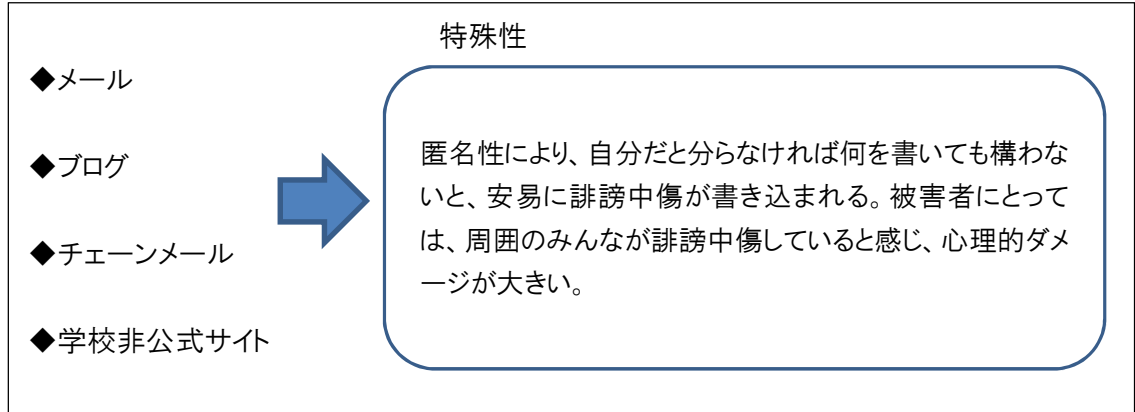 特殊性
◆メール
◆ブログ
◆チェーンメール
◆学校非公式サイト
匿名性により、自分だと分らなければ何を書いても構わな
いと、安易に誹謗中傷が書き込まれる。被害者にとって
は、周囲のみんなが誹謗中傷していると感じ、心理的ダメ
ージが大きい。